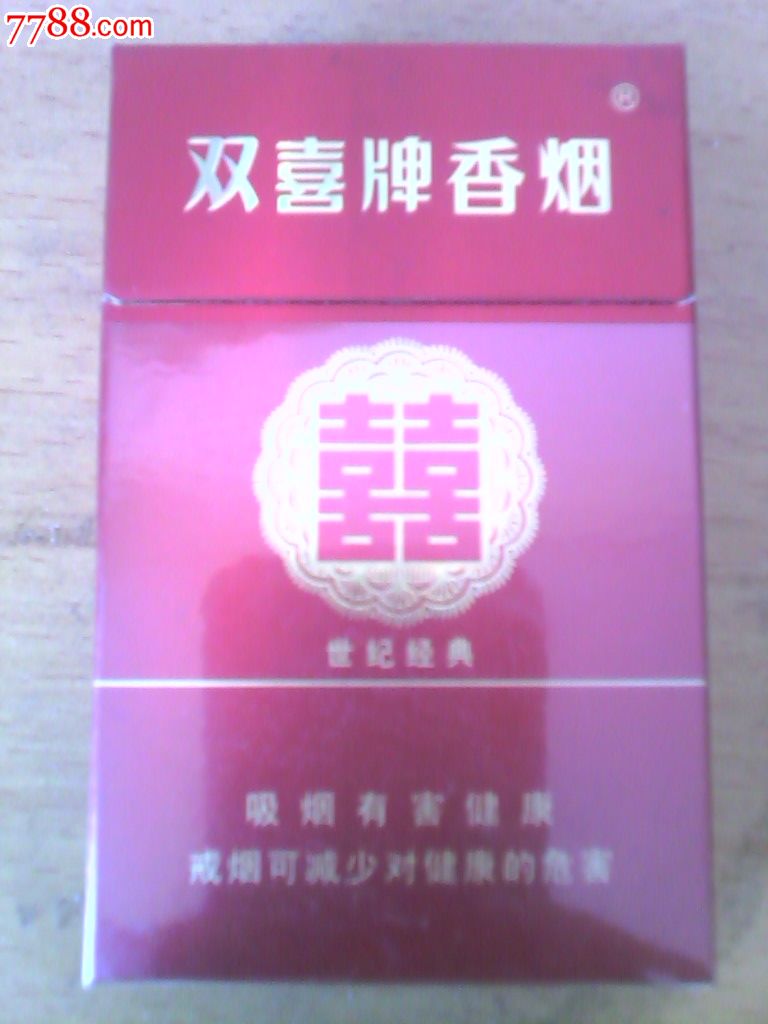 7788.com
®
双喜牌香烟
囍
世纪经典
吸烟有害健康
戒烟可减少对健康的危害